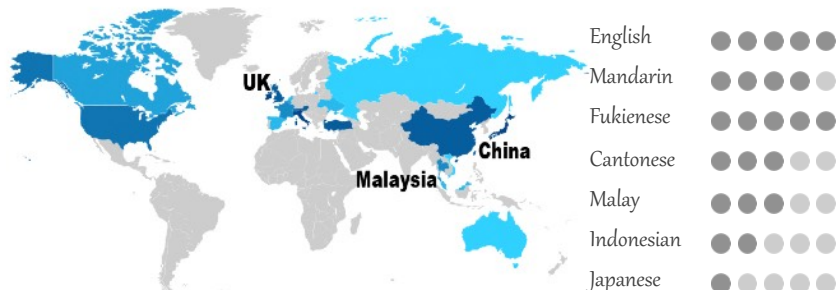 UK
China
Malaysia
English
Mandarin
Fukienese
Cantonese
Malay
Indonesian
Japanese